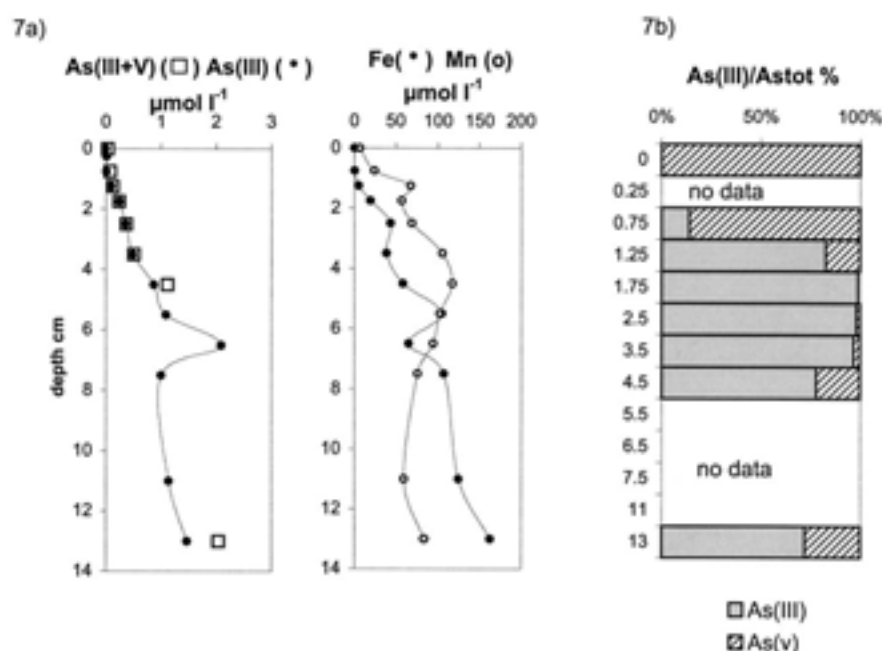 7a)
As(III+V) (□) As(III) (•)
µmol l⁻¹
0 1 2 3
0
2
4
6
8
10
12
14
depth cm
Fe(•) Mn (o)
µmol l⁻¹
0 50 100 150 200
0
2
4
6
8
10
12
14
7b)
As(III)/Astot %
0% 50% 100%
0
0.25 no data
0.75
1.25
1.75
2.5
3.5
4.5
5.5
6.5
no data
7.5
11
13
As(III)
As(v)